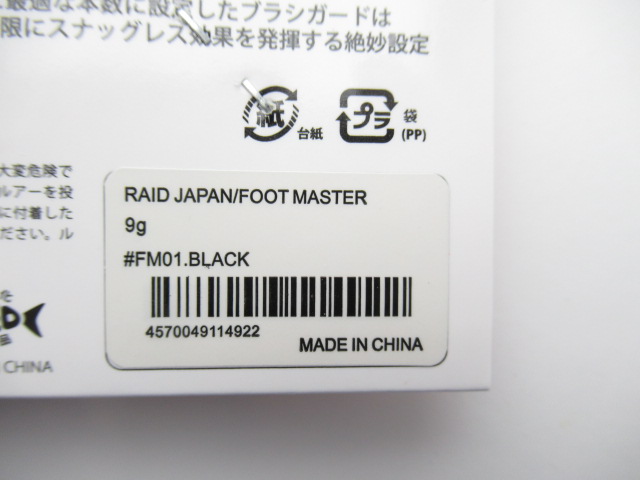 に最適な本数に設定したブラシガードは
限にスナッグレス効果を発揮する絶妙設定
紙
台紙
プラ
袋
(PP)
大変危険で
ルアーを投
に付着した
ださい。ル
RAID JAPAN/FOOT MASTER
9g
#FM01.BLACK
4570049114922
MADE IN CHINA
を
D
品
CHINA